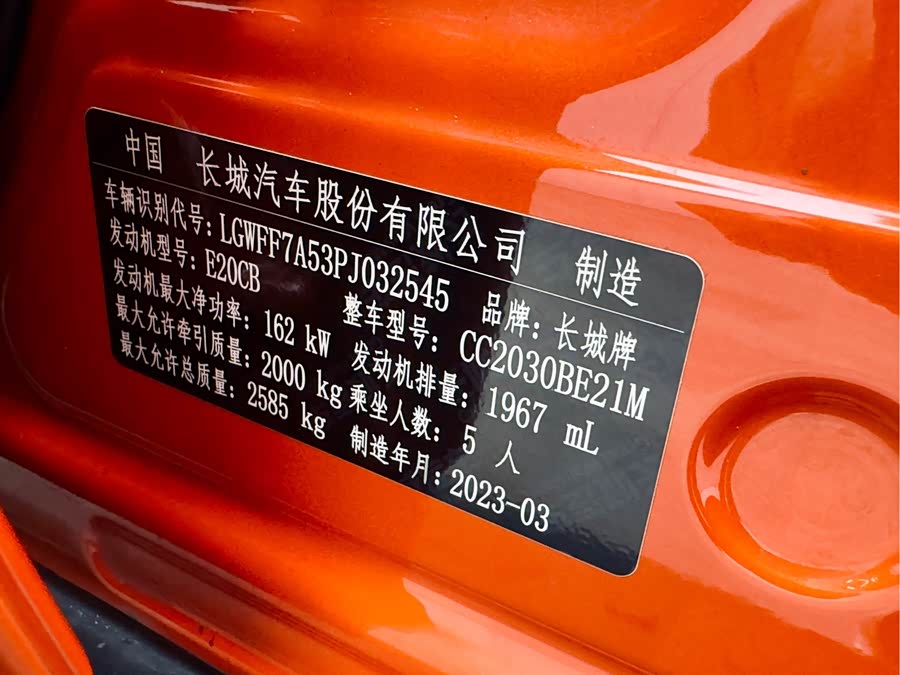 中国 长城汽车股份有限公司 制造
车辆识别代号: LGWFF7A53PJ032545 品牌: 长城牌
发动机型号: E20CB 整车型号: CC2030BE21M
发动机最大净功率: 162 kW 发动机排量: 1967 mL
最大允许牵引质量: 2000 kg 乘坐人数: 5 人
最大允许总质量: 2585 kg 制造年月: 2023-03